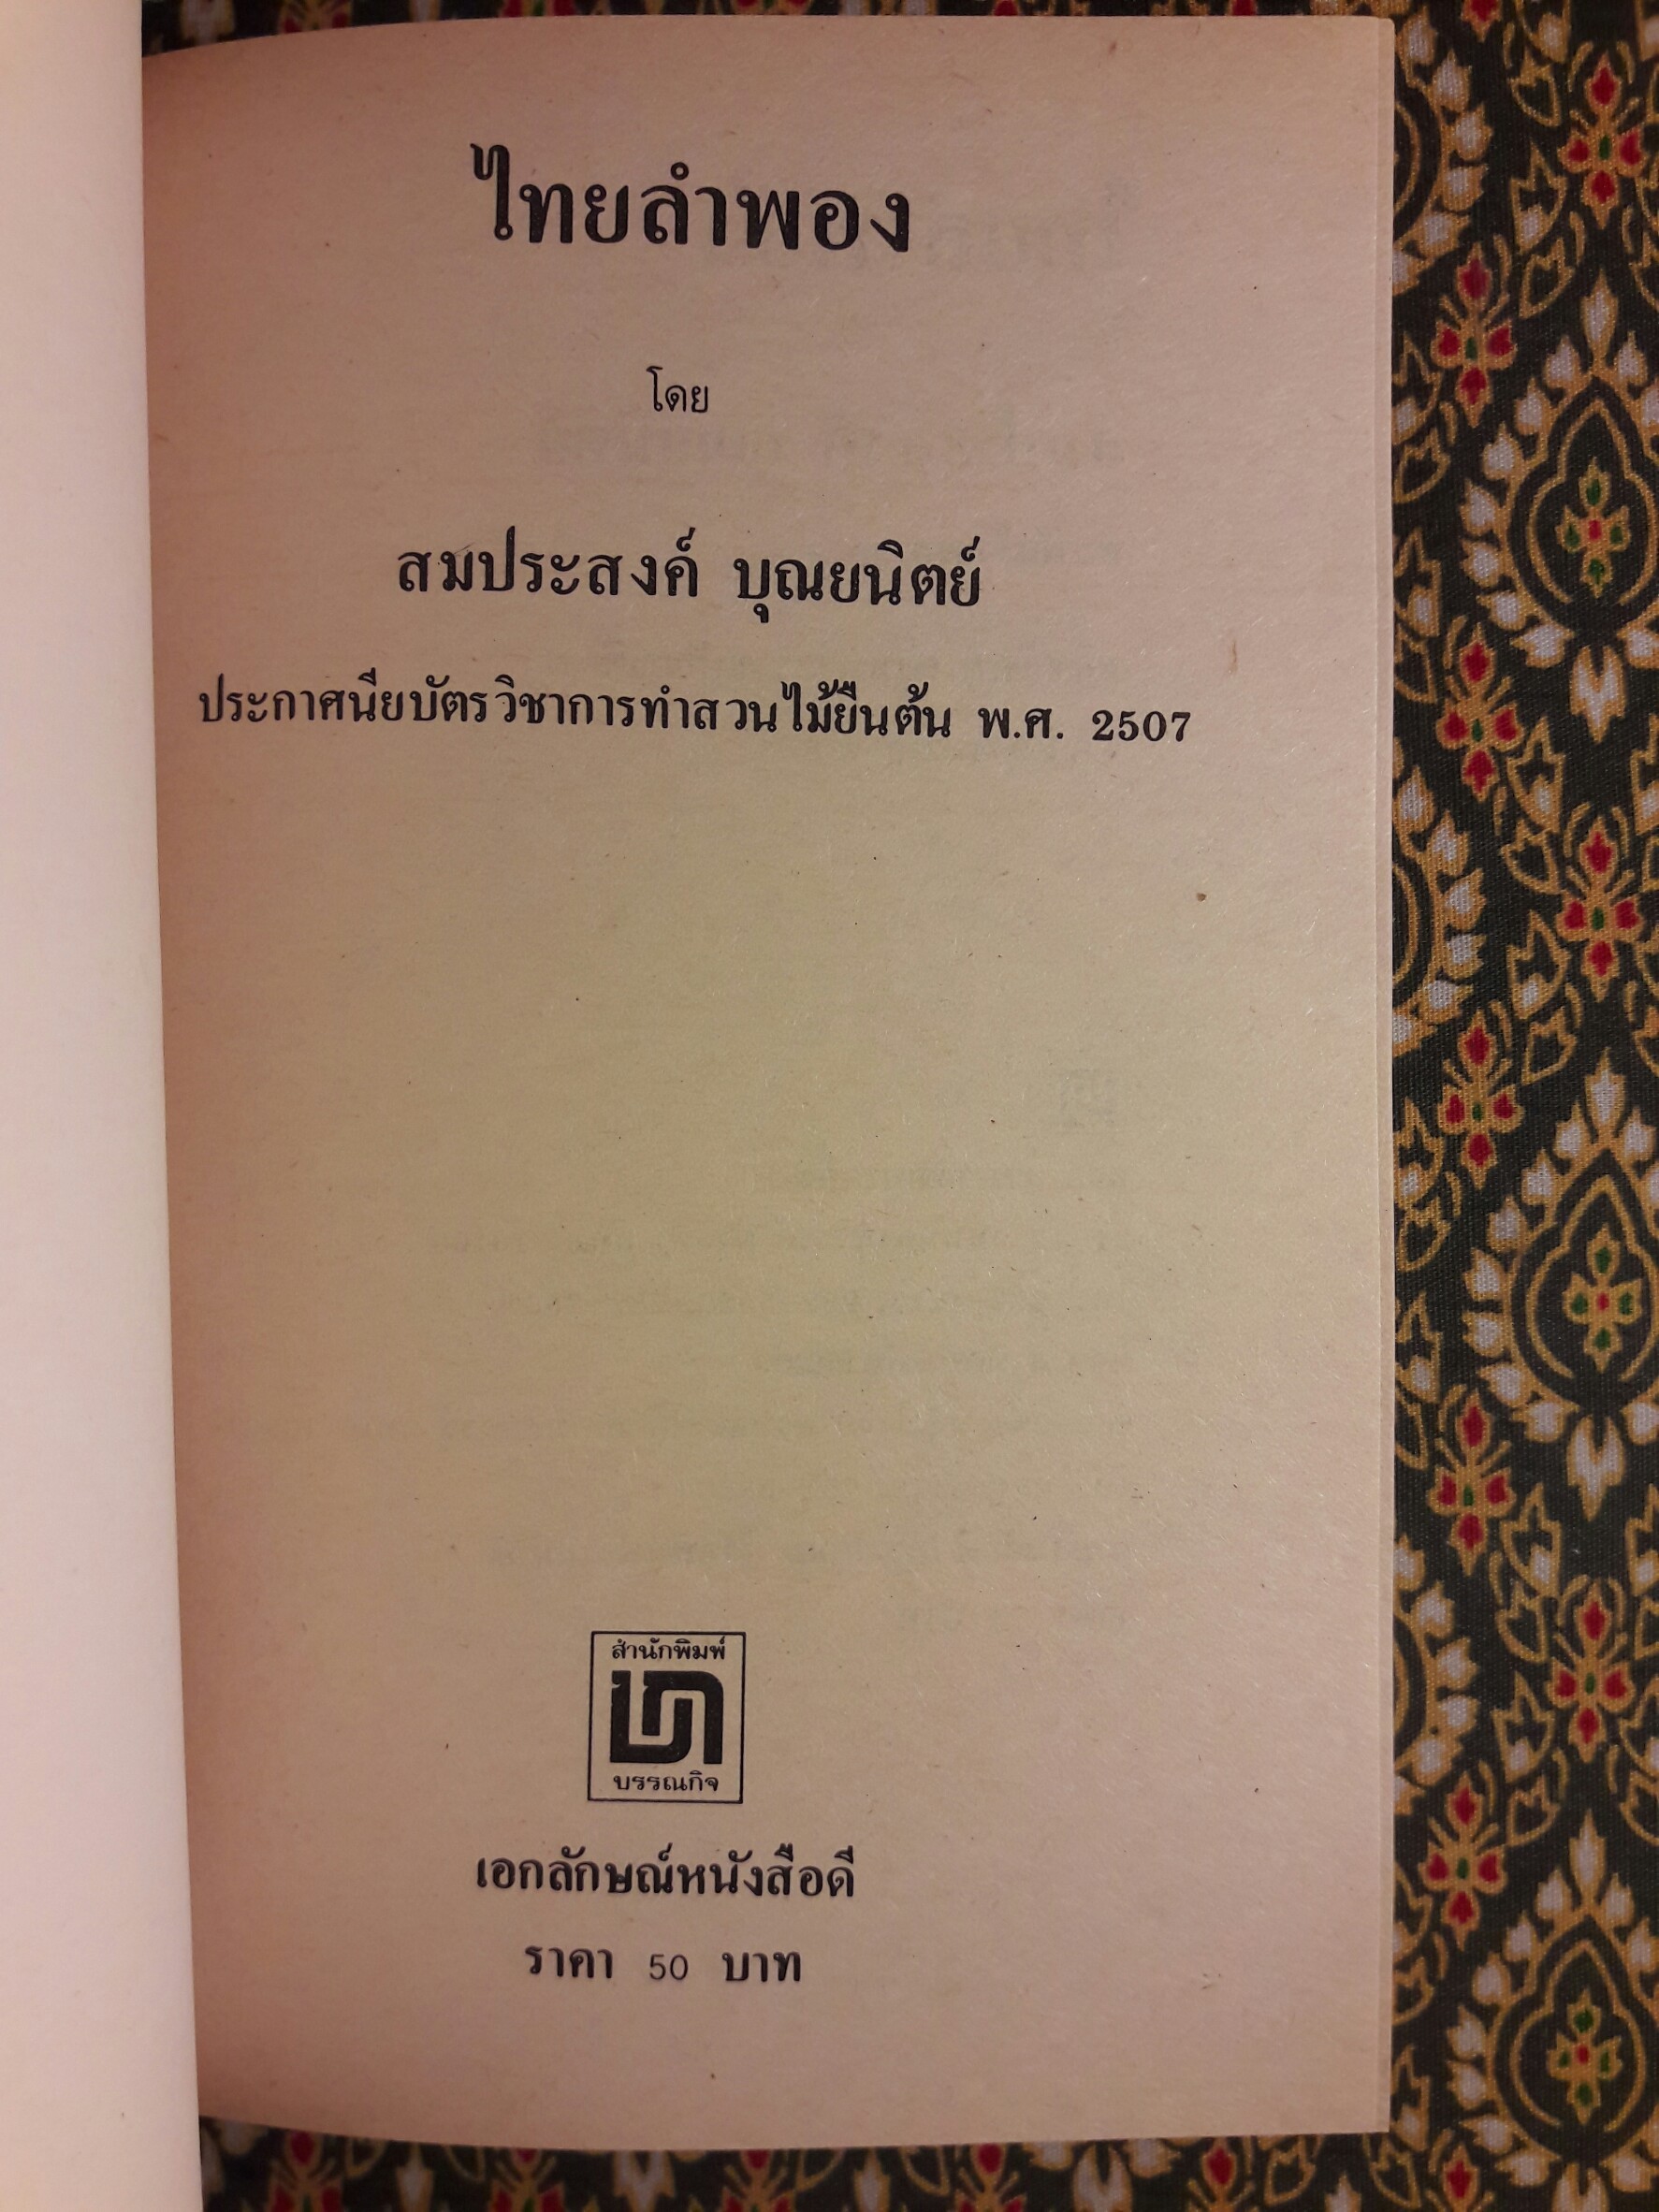 ไทยลำพอง
โดย
สมประสงค์ บุณยนิตย์
ประกาศนียบัตรวิชาการทำสวนไม้ยืนต้น พ.ศ. 2507
สำนักพิมพ์
บรรณกิจ
เอกลักษณ์หนังสือดี
ราคา 50 บาท